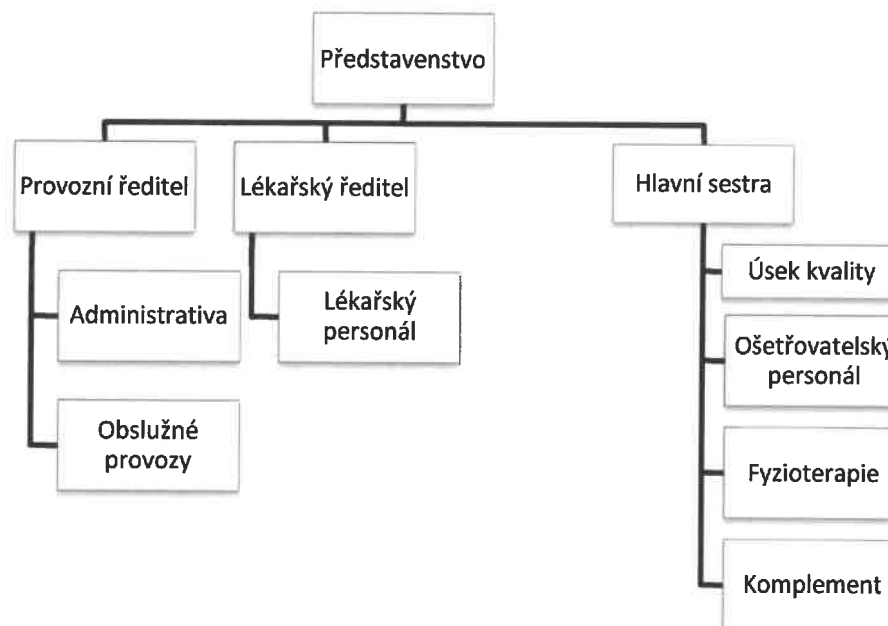 Představenstvo
Provozní ředitel
Lékařský ředitel
Hlavní sestra
Administrativa
Obslužné
provozy
Lékařský
personál
Úsek kvality
Ošetřovatelský
personál
Fyzioterapie
Komplement